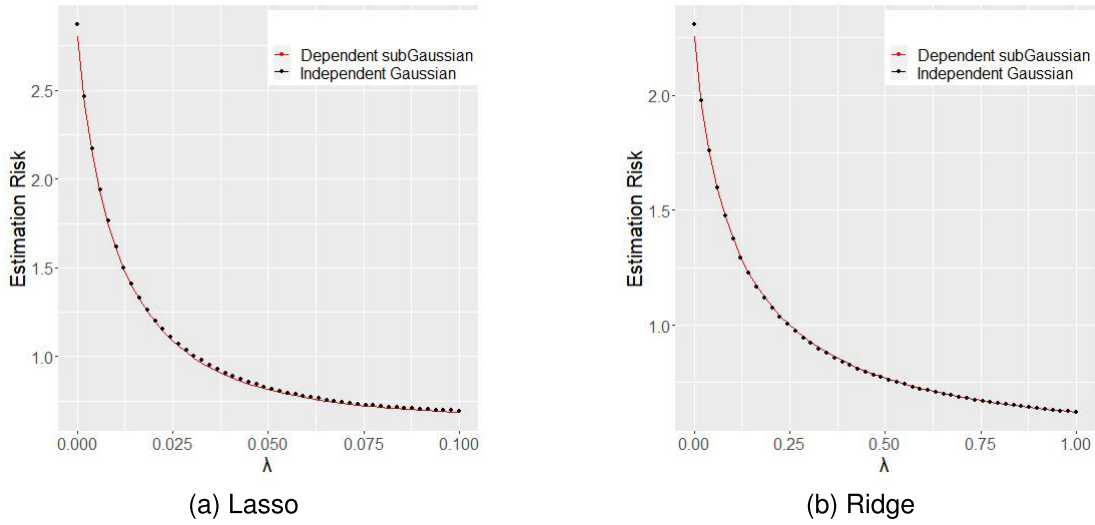 Dependent subGaussian
Independent Gaussian
2.5
2.0
1.5
1.0
Estimation Risk
0.000
0.025
0.050
0.075
0.100
λ
(a) Lasso
Dependent subGaussian
Independent Gaussian
2.0
1.5
1.0
Estimation Risk
0.00
0.25
0.50
0.75
1.00
λ
(b) Ridge